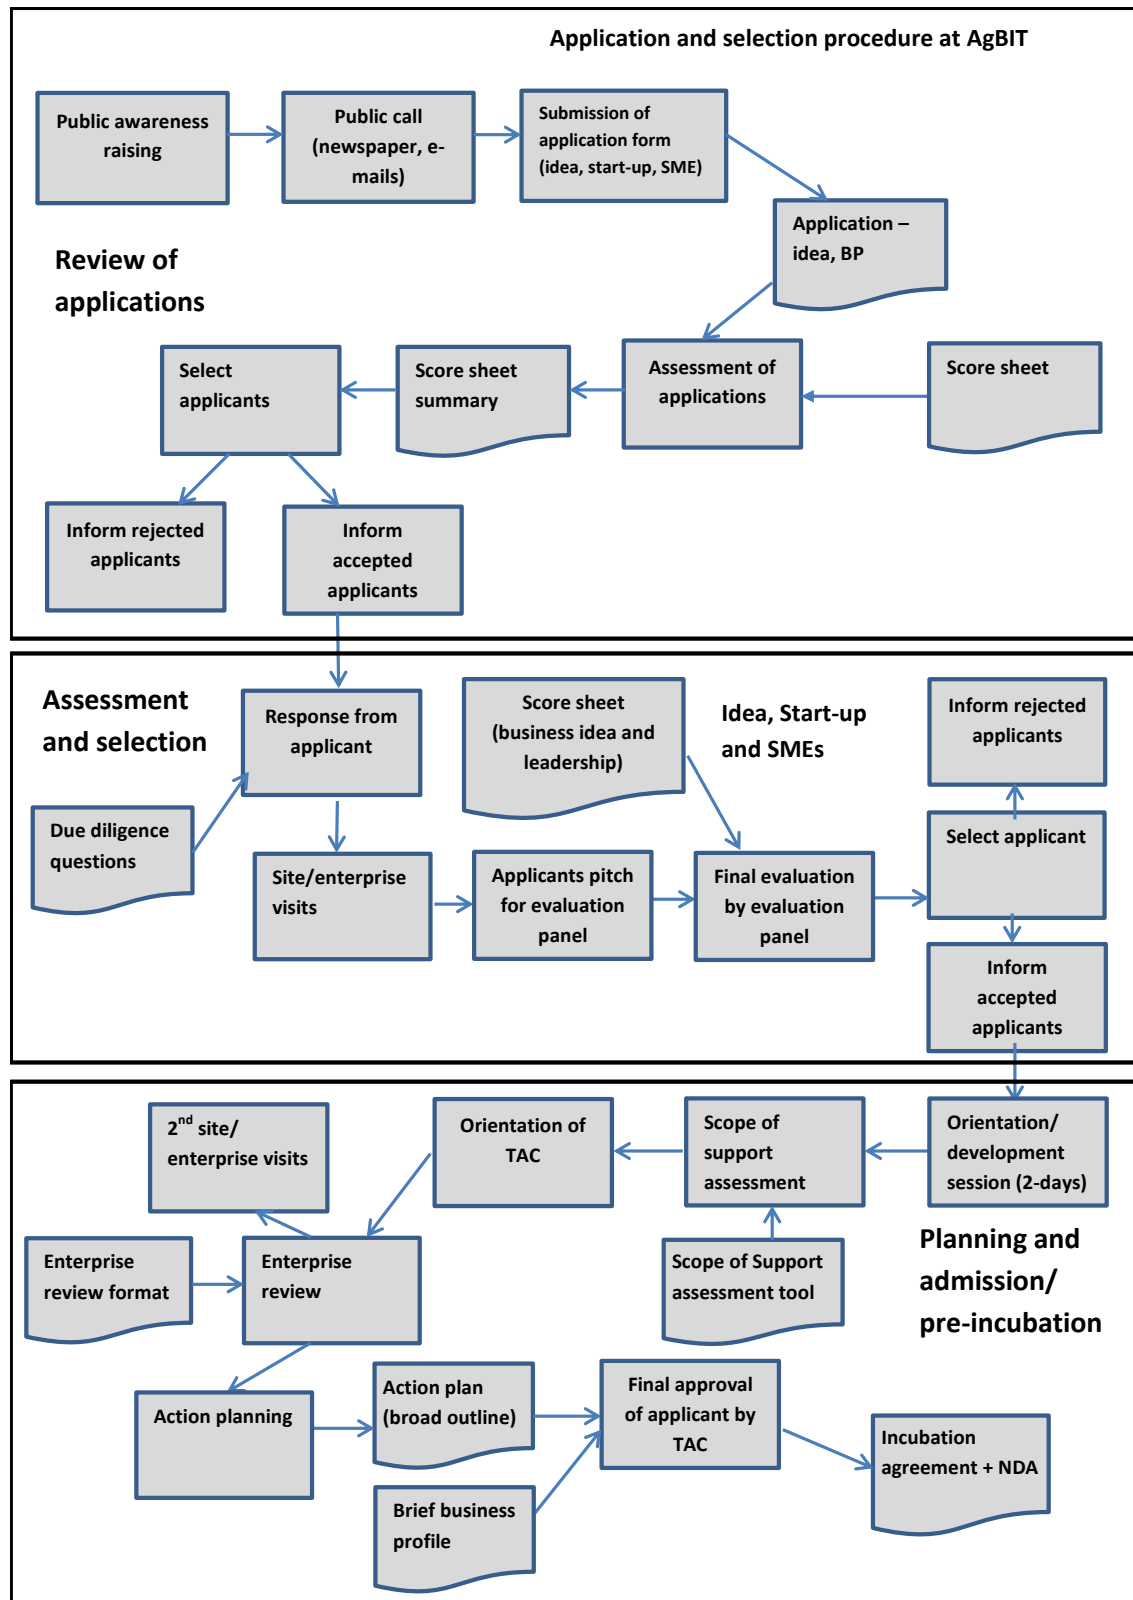 Application and selection procedure at AgBIT
Public awareness
raising
Public call
(newspaper, e-
mails)
Submission of
application form
(idea, start-up, SME)
Application –
idea, BP
Review of
applications
Select
applicants
Score sheet
summary
Assessment of
applications
Score sheet
Inform rejected
applicants
Inform
accepted
applicants
Assessment
and selection
Response from
applicant
Score sheet
(business idea and
leadership)
Idea, Start-up
and SMEs
Inform rejected
applicants
Due diligence
questions
Site/enterprise
visits
Applicants pitch
for evaluation
panel
Final evaluation
by evaluation
panel
Select applicant
Inform
accepted
applicants
2nd site/
enterprise visits
Orientation of
TAC
Scope of
support
assessment
Orientation/
development
session (2-days)
Enterprise
review format
Enterprise
review
Scope of Support
assessment tool
Planning and
admission/
pre-incubation
Action planning
Action plan
(broad outline)
Final approval
of applicant by
TAC
Incubation
agreement + NDA
Brief business
profile